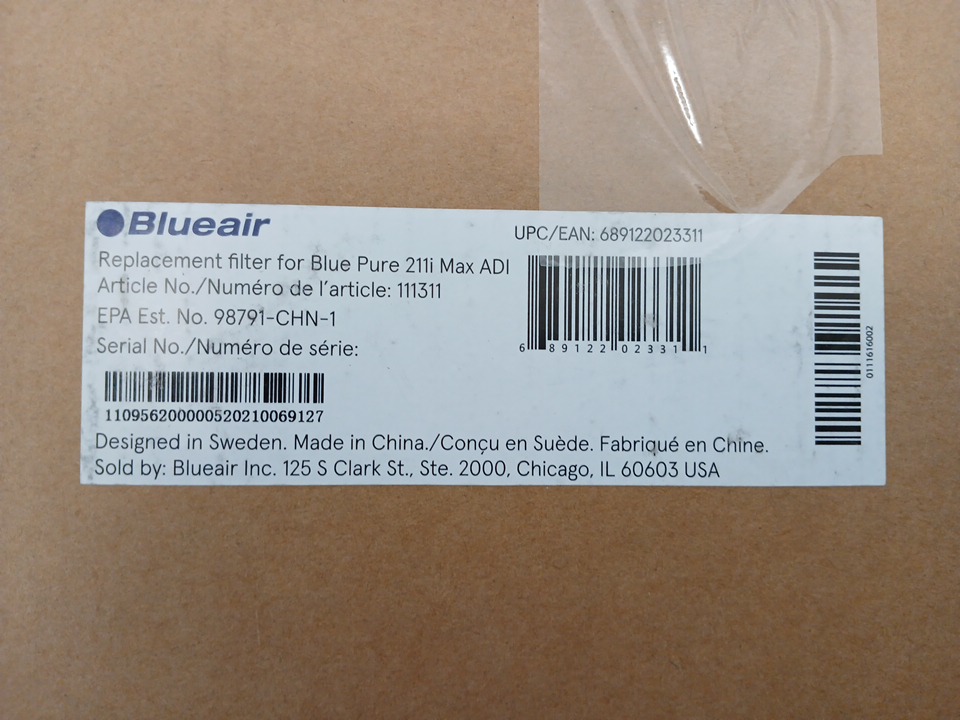 Blueair
Replacement filter for Blue Pure 211i Max ADI
Article No./Numéro de l'article: 111311
EPA Est. No. 98791-CHN-1
Serial No./Numéro de série:
110956200000520210069127
UPC/EAN: 689122023311
6 89122 02331 1
0111616002
Designed in Sweden. Made in China./Conçu en Suède. Fabriqué en Chine.
Sold by: Blueair Inc. 125 S Clark St., Ste. 2000, Chicago, IL 60603 USA